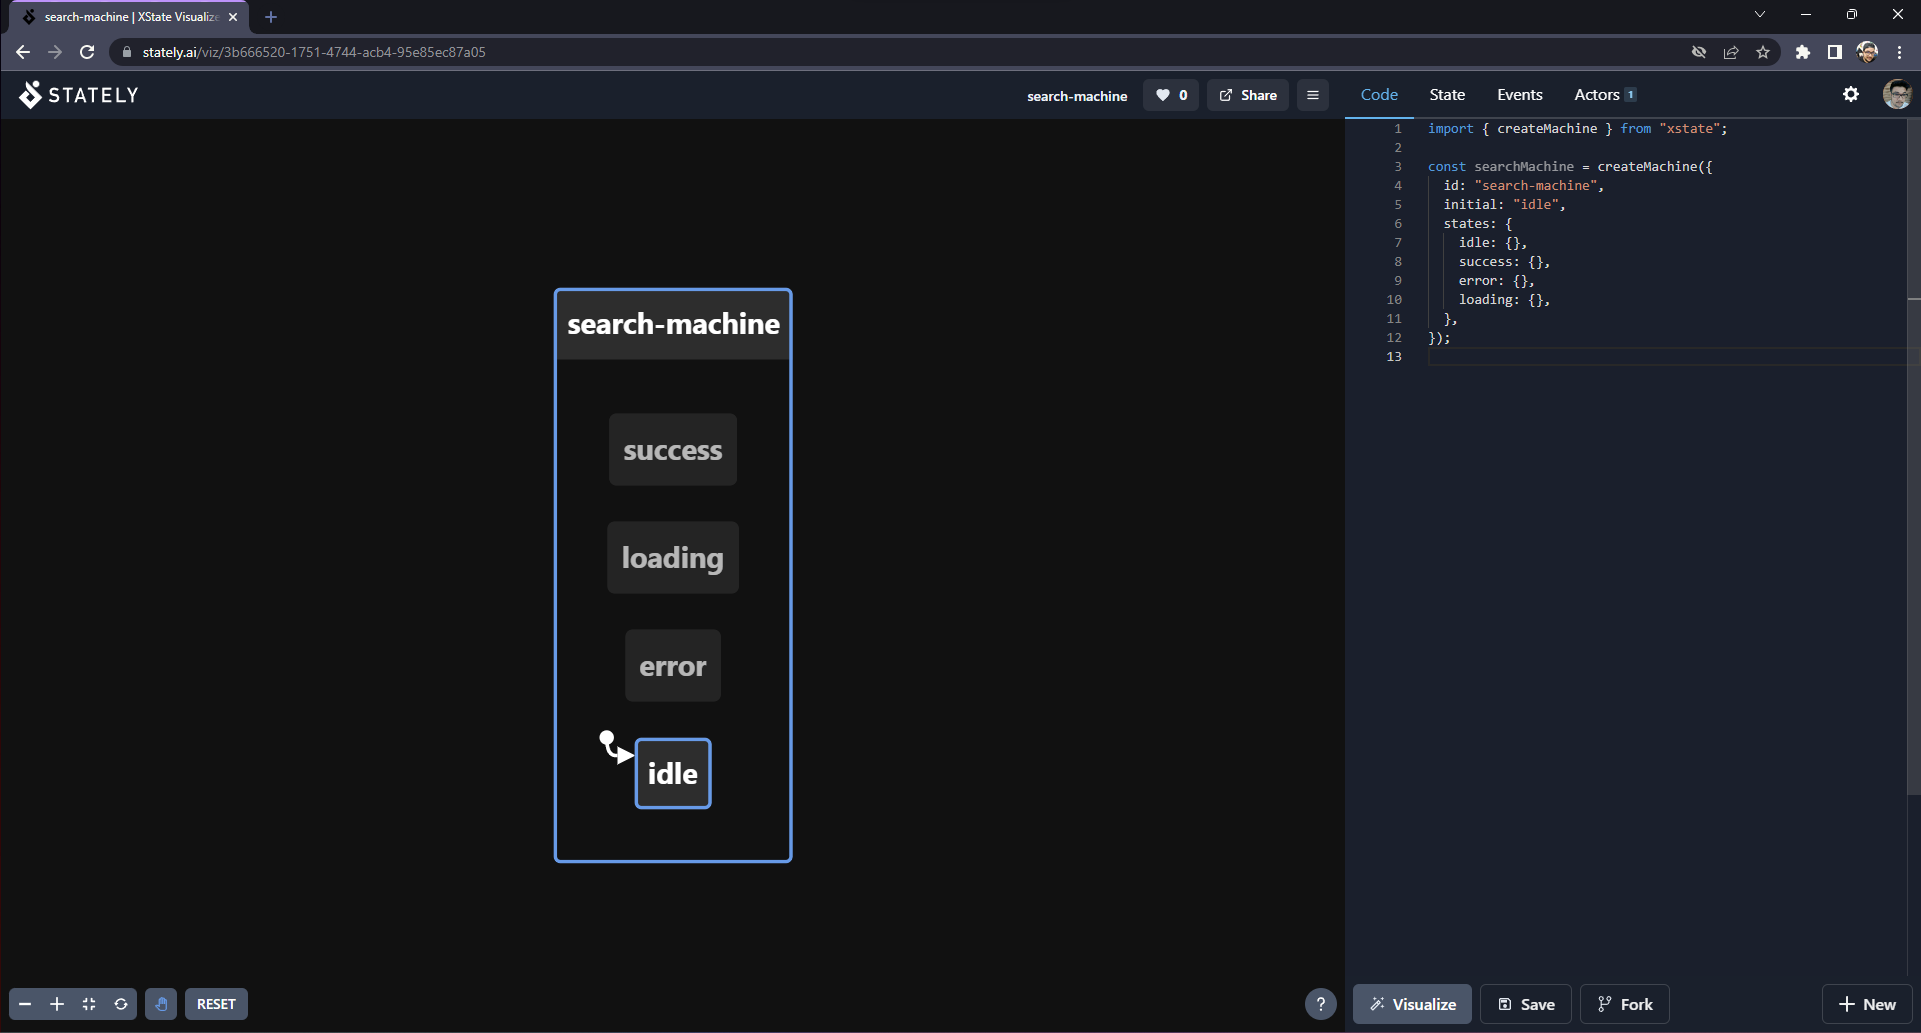 search-machine | XState Visualize
stately.ai/viz/3b666520-1751-4744-acb4-95e85ec87a05
STATELY
search-machine
0
Share
Code
State
Events
Actors 1
1 import { createMachine } from "xstate";
2
3 const searchMachine = createMachine({
4 id: "search-machine",
5 initial: "idle",
6 states: {
7 idle: {},
8 success: {},
9 error: {},
10 loading: {},
11 },
12 });
13
search-machine
success
loading
error
idle
RESET
?
Visualize
Save
Fork
New